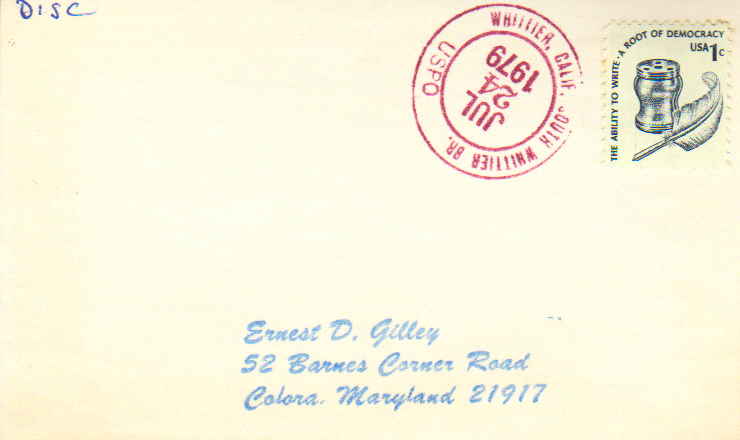 DISC
WHITTIER, CALIF. SOUTH WHITTIER BR.
USPO
JUL
24
1979
THE ABILITY TO WRITE · A ROOT OF DEMOCRACY
USA 1c
Ernest D. Gilley
52 Barnes Corner Road
Colora, Maryland 21917